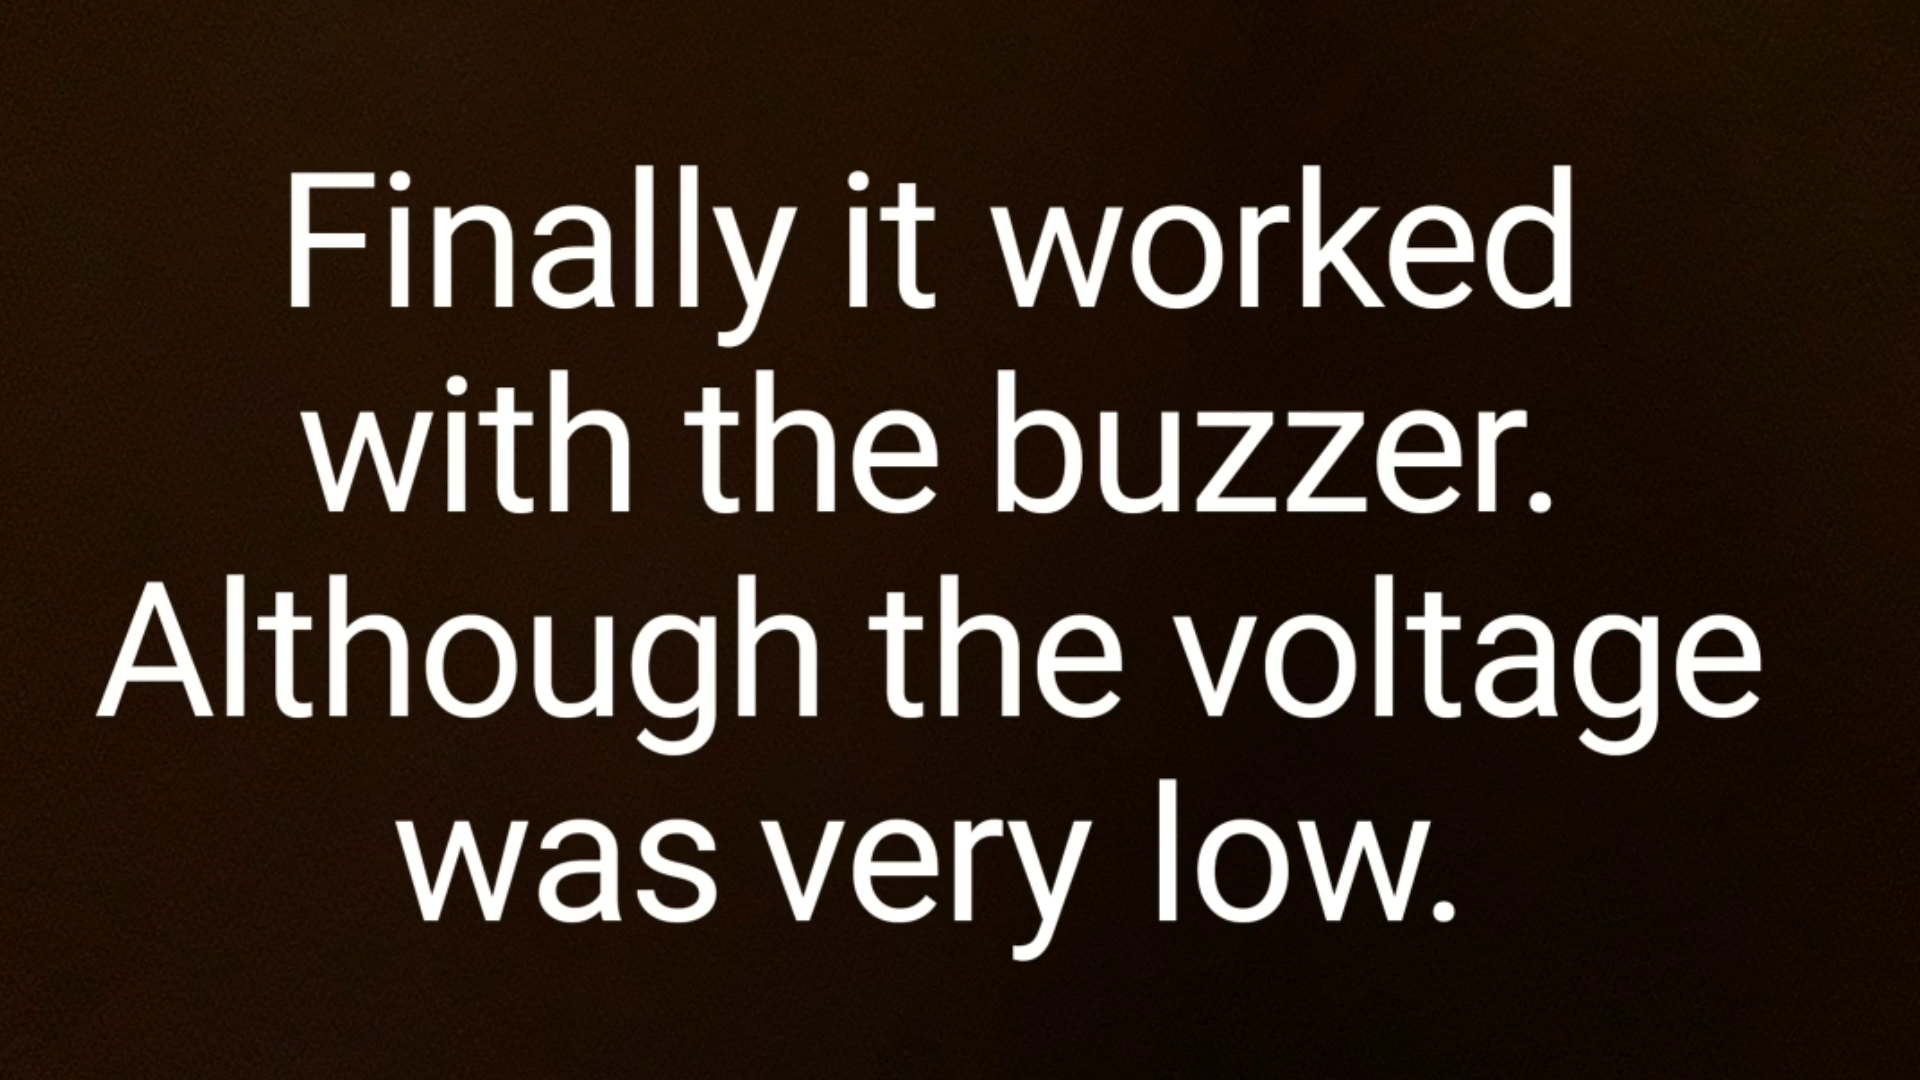 Finally it worked
with the buzzer.
Although the voltage
was very low.